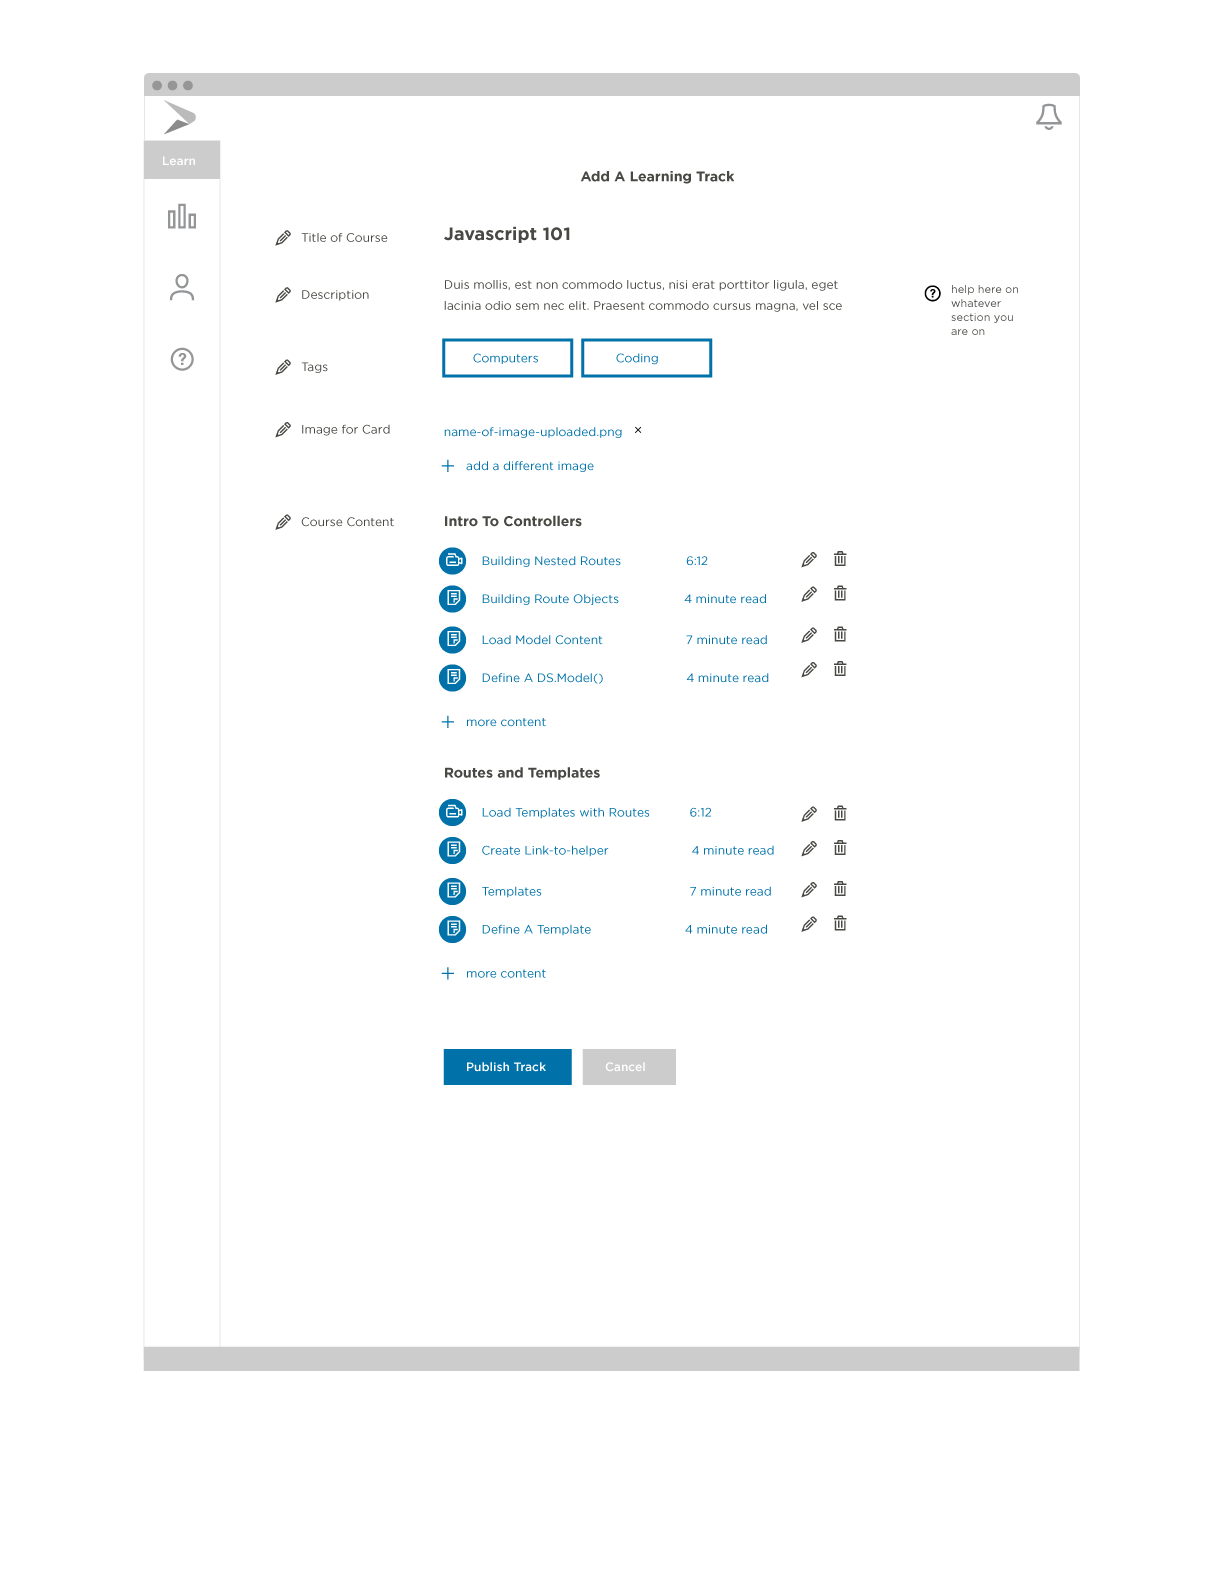 Learn
Add A Learning Track
Title of Course
Javascript 101
Description
Duis mollis, est non commodo luctus, nisi erat porttitor ligula, eget
lacinia odio sem nec elit. Praesent commodo cursus magna, vel sce
help here on
whatever
section you
are on
Tags
Computers
Coding
Image for Card
name-of-image-uploaded.png ×
+ add a different image
Course Content
Intro To Controllers
Building Nested Routes 6:12
Building Route Objects 4 minute read
Load Model Content 7 minute read
Define A DS.Model() 4 minute read
+ more content
Routes and Templates
Load Templates with Routes 6:12
Create Link-to-helper 4 minute read
Templates 7 minute read
Define A Template 4 minute read
+ more content
Publish Track
Cancel